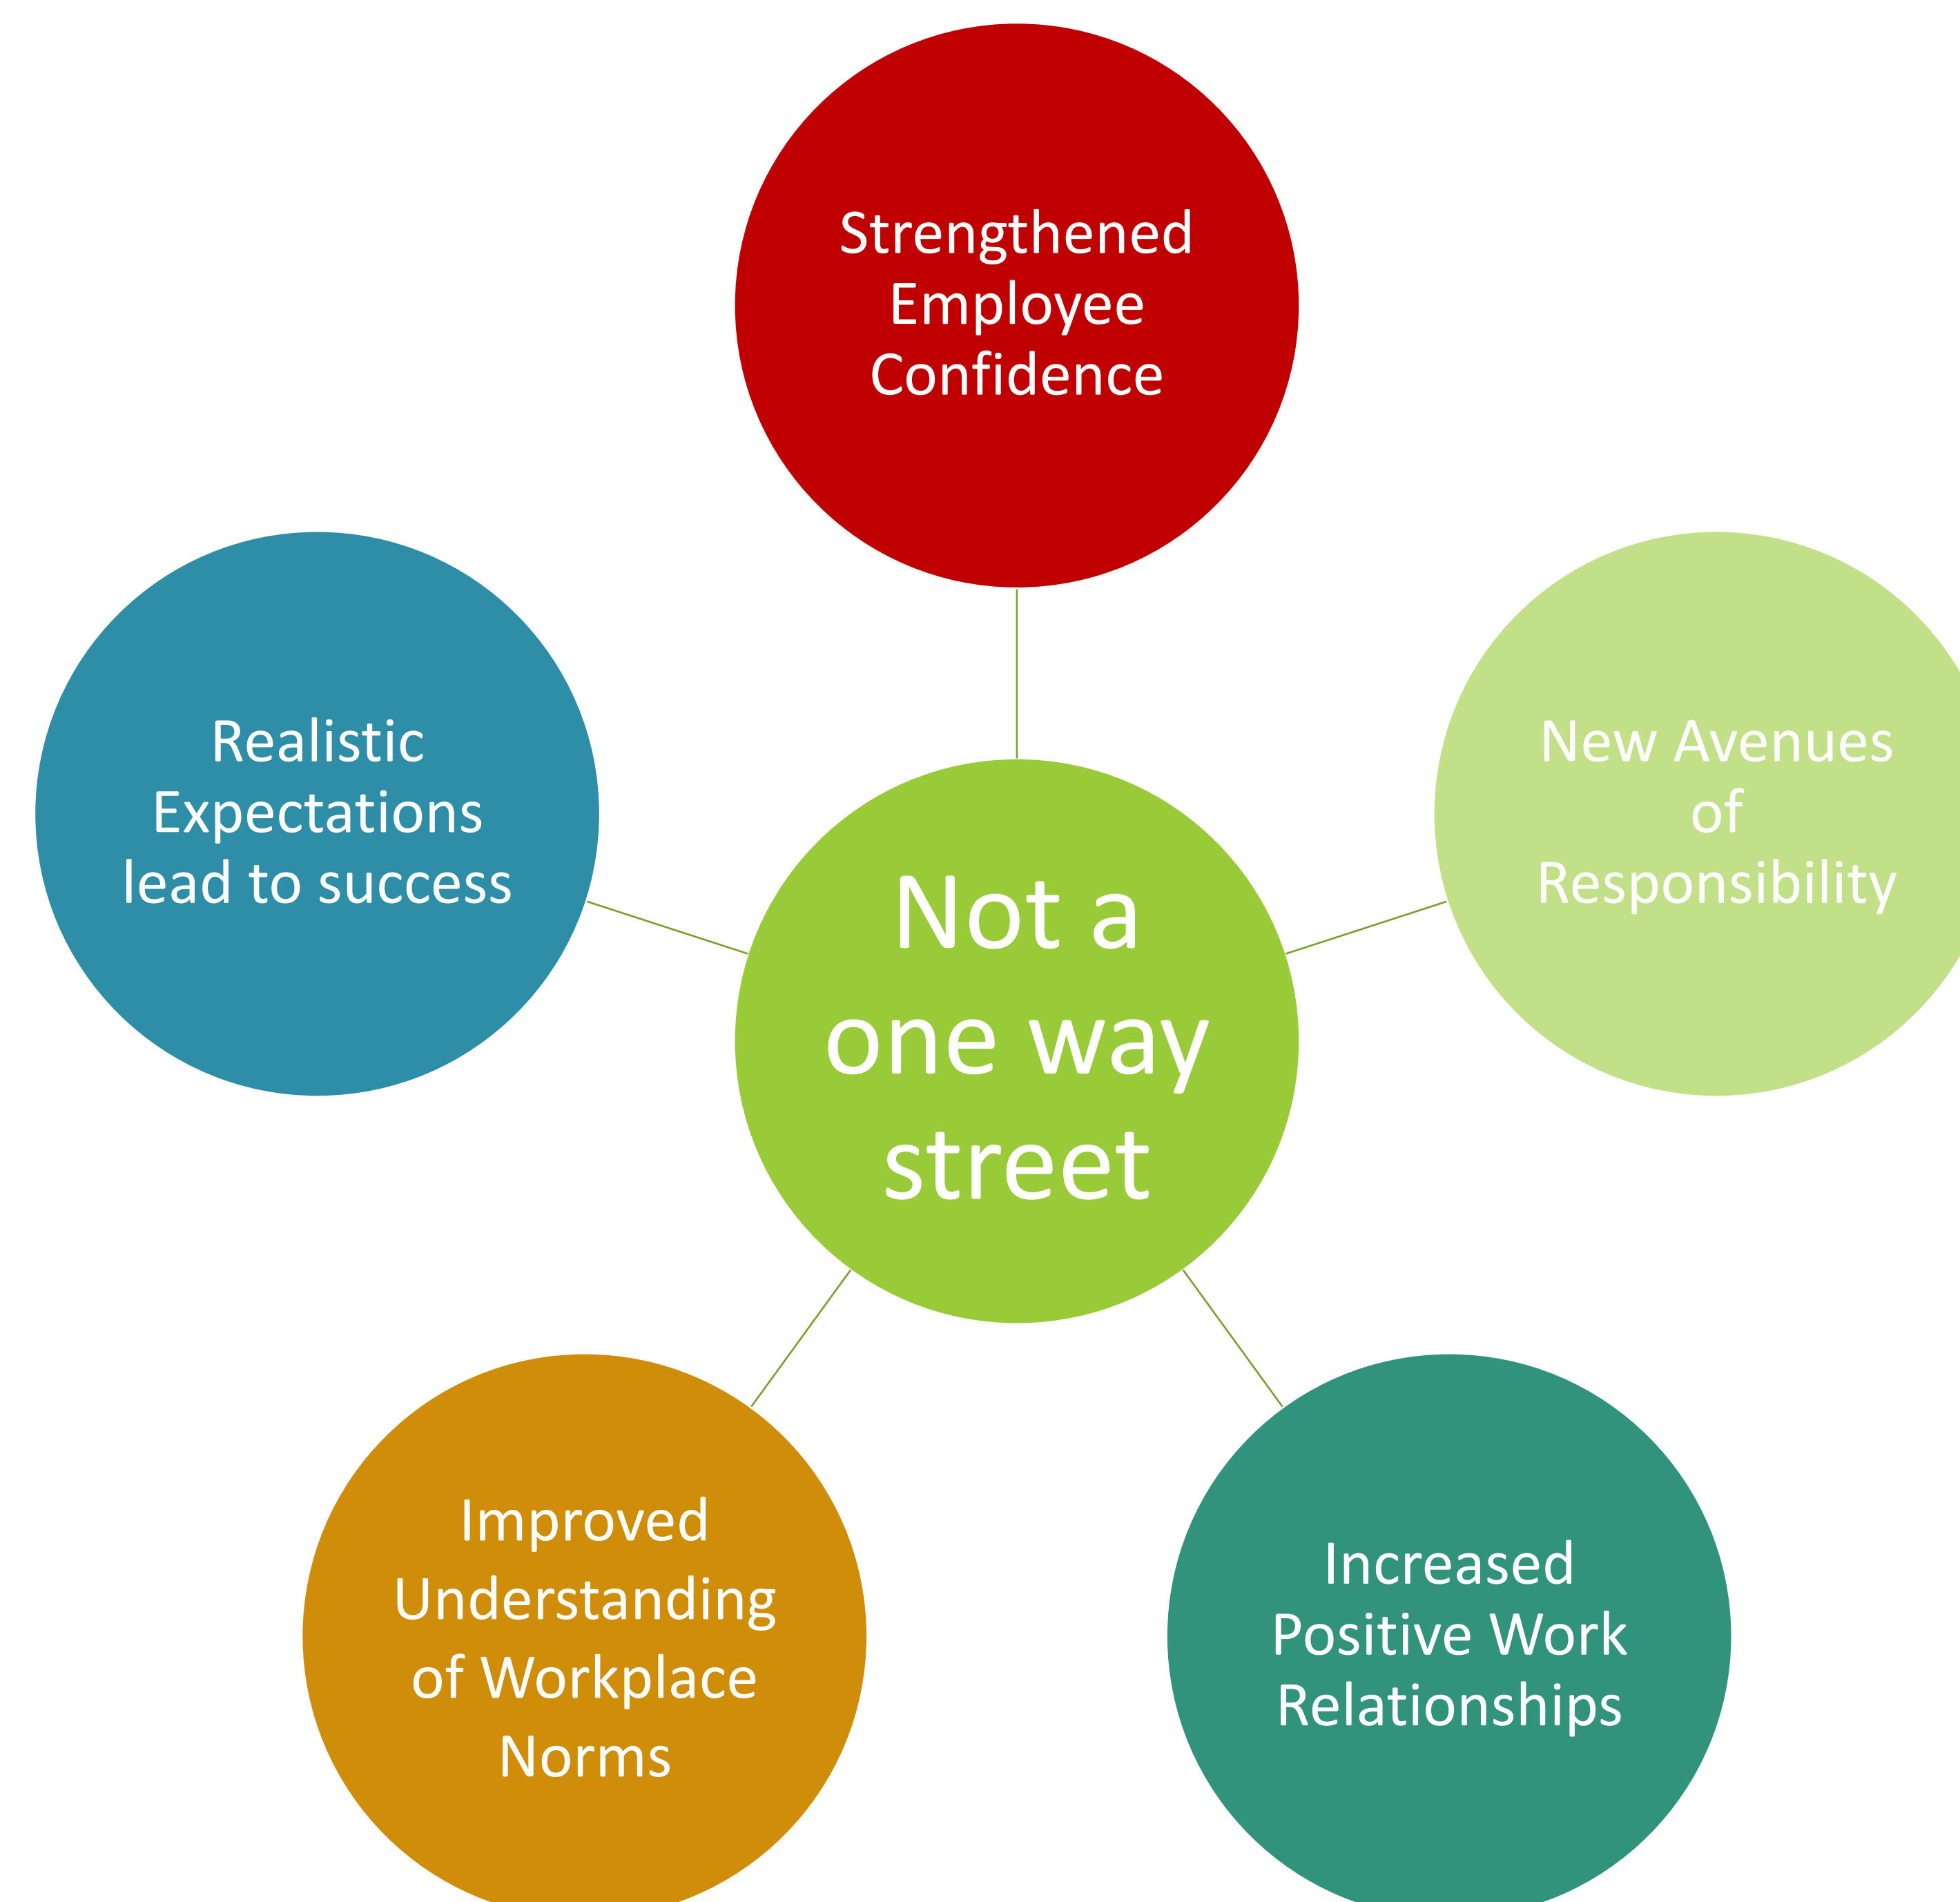 Strengthened
Employee
Confidence
New Avenues
of
Responsibility
Increased
Positive Work
Relationships
Improved
Understanding
of Workplace
Norms
Realistic
Expectations
lead to success
Not a
one way
street